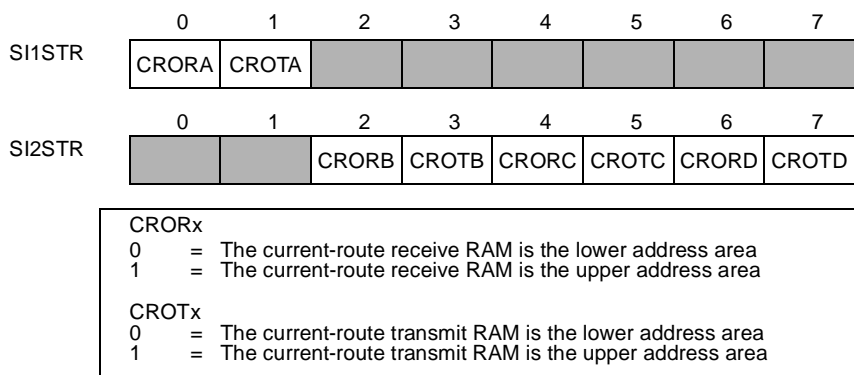 0 1 2 3 4 5 6 7
SI1STR
CRORA CROTA
0 1 2 3 4 5 6 7
SI2STR
CRORB CROTB CRORC CROTC CRORD CROTD
CRORx
0 = The current-route receive RAM is the lower address area
1 = The current-route receive RAM is the upper address area
CROTx
0 = The current-route transmit RAM is the lower address area
1 = The current-route transmit RAM is the upper address area